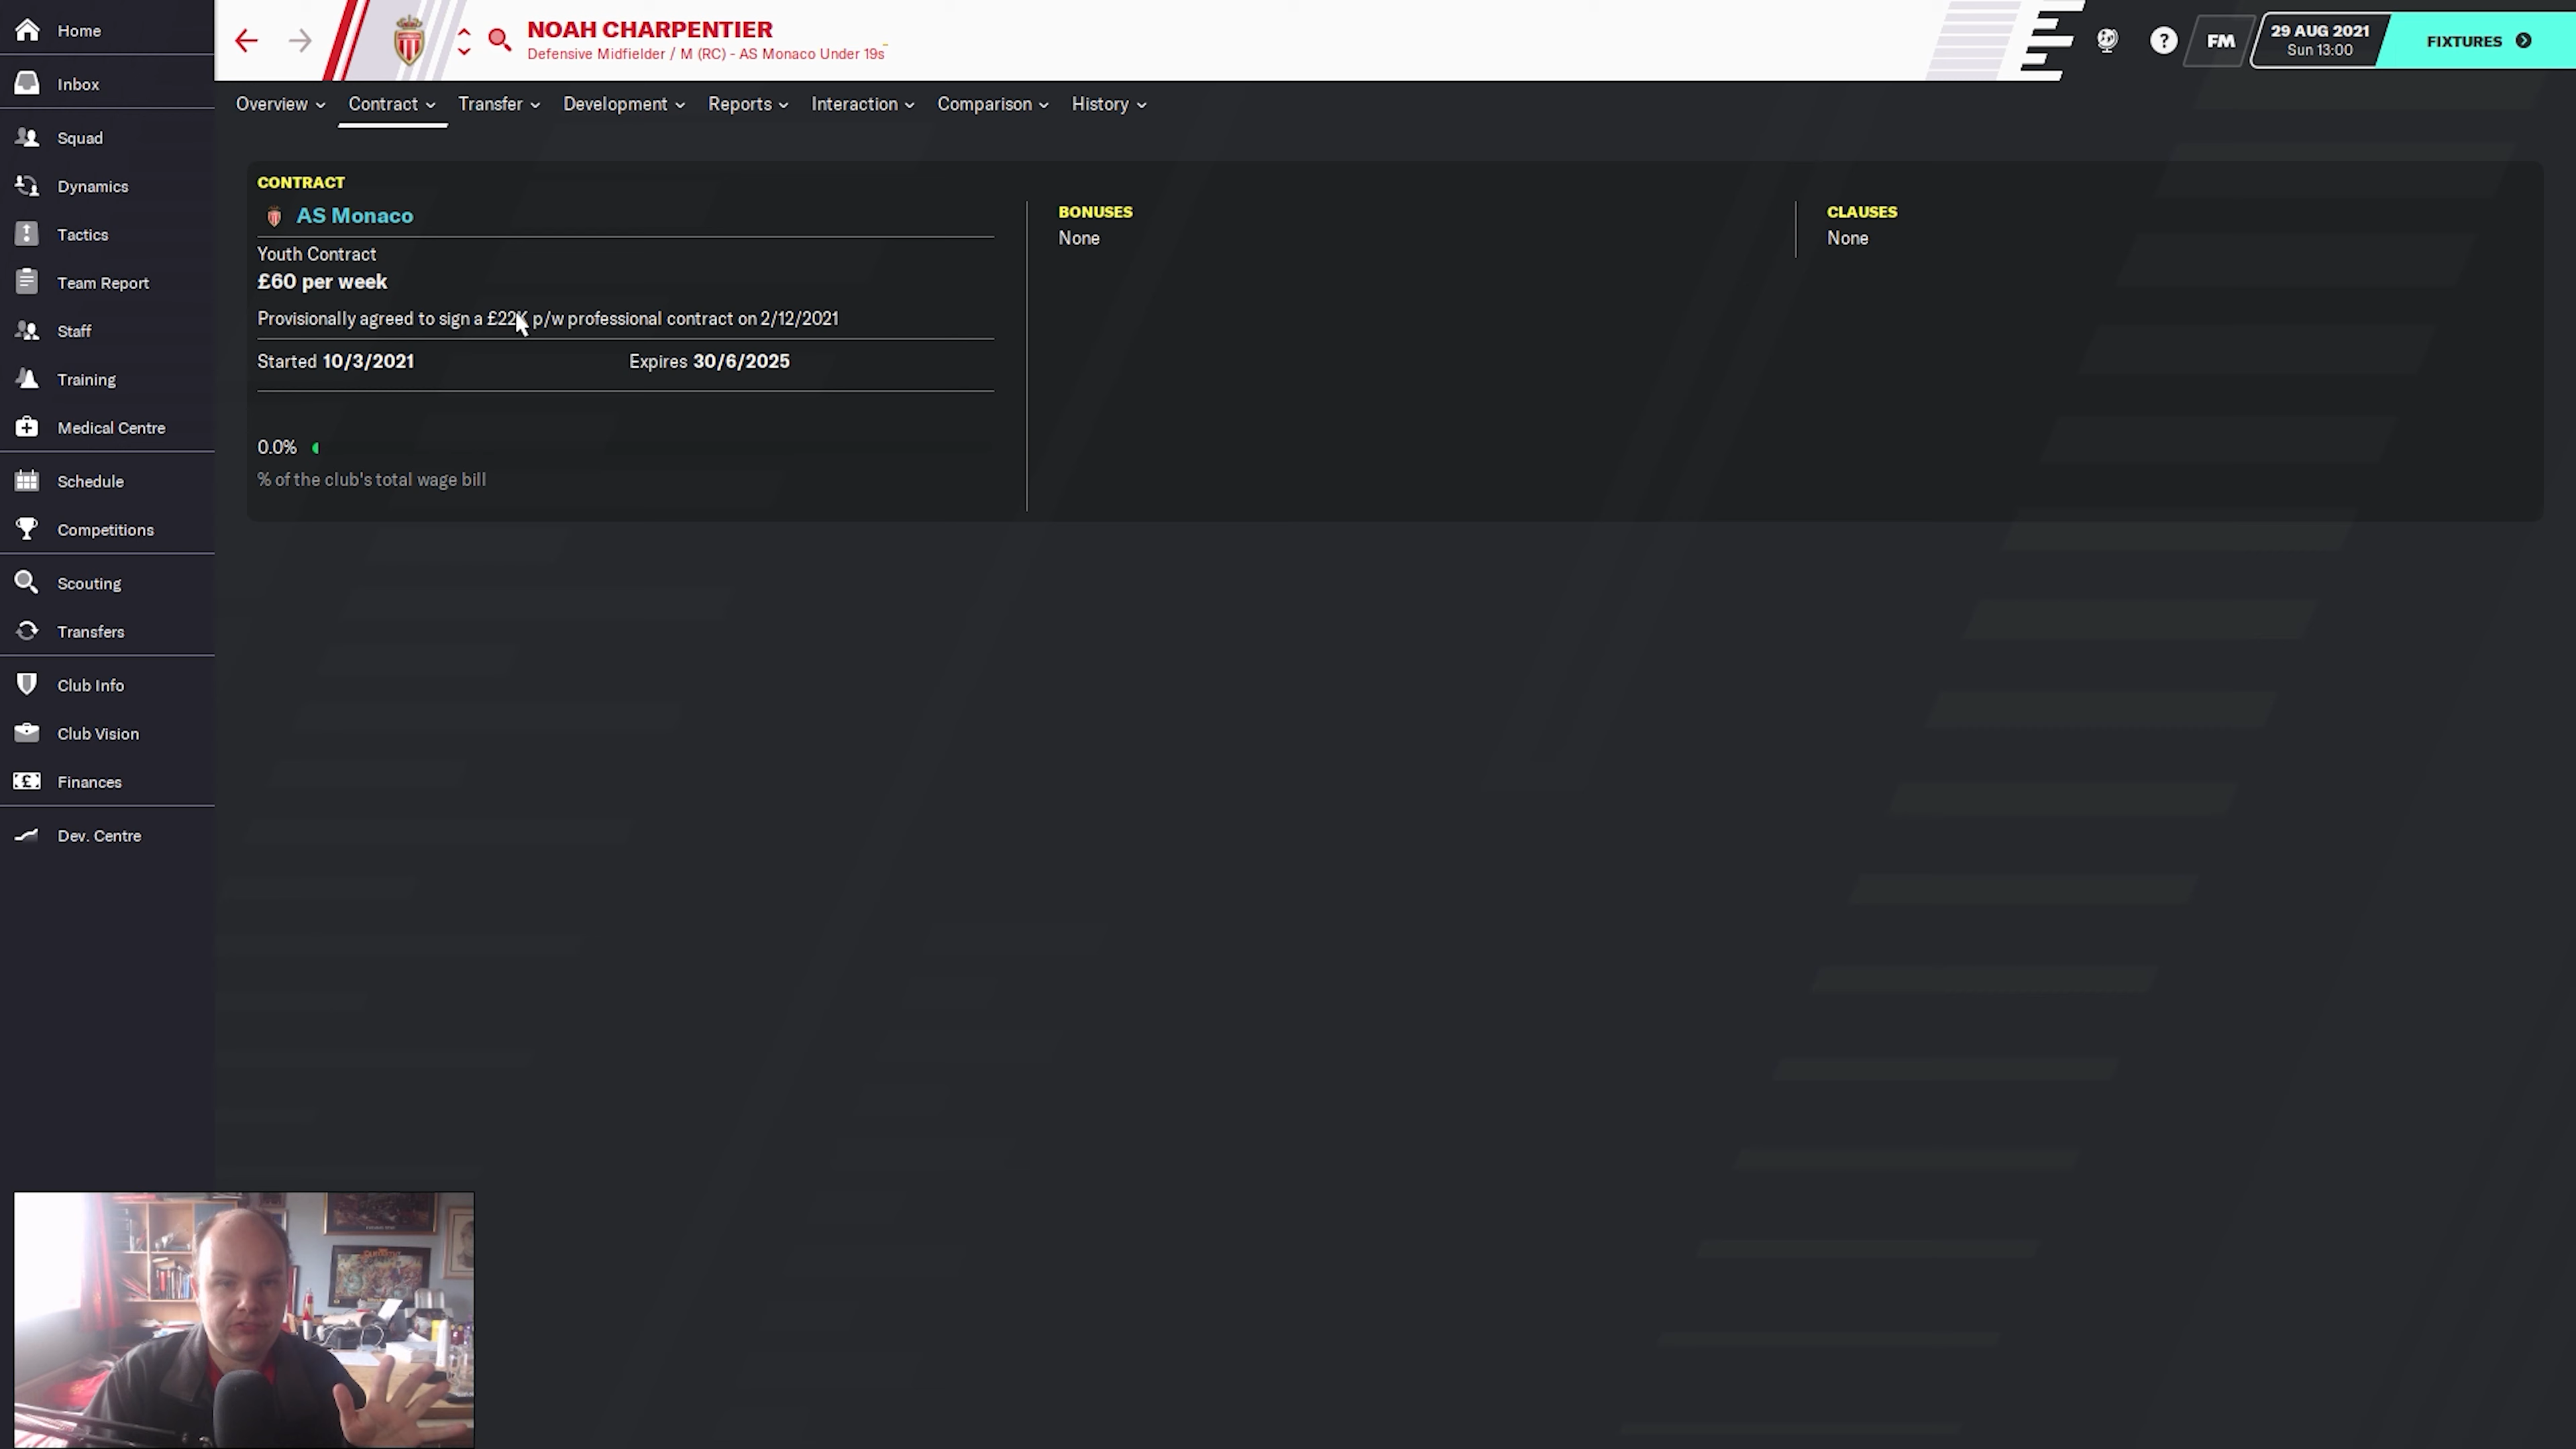 Home
Inbox
Squad
Dynamics
Tactics
Team Report
Staff
Training
Medical Centre
Schedule
Competitions
Scouting
Transfers
Club Info
Club Vision
Finances
Dev. Centre
NOAH CHARPENTIER
Defensive Midfielder / M (RC) - AS Monaco Under 19s
?
FM
29 AUG 2021
Sun 13:00
FIXTURES
Overview Contract Transfer Development Reports Interaction Comparison History
CONTRACT
AS Monaco
Youth Contract
£60 per week
Provisionally agreed to sign a £22K p/w professional contract on 2/12/2021
Started 10/3/2021 Expires 30/6/2025
0.0%
% of the club's total wage bill
BONUSES
None
CLAUSES
None